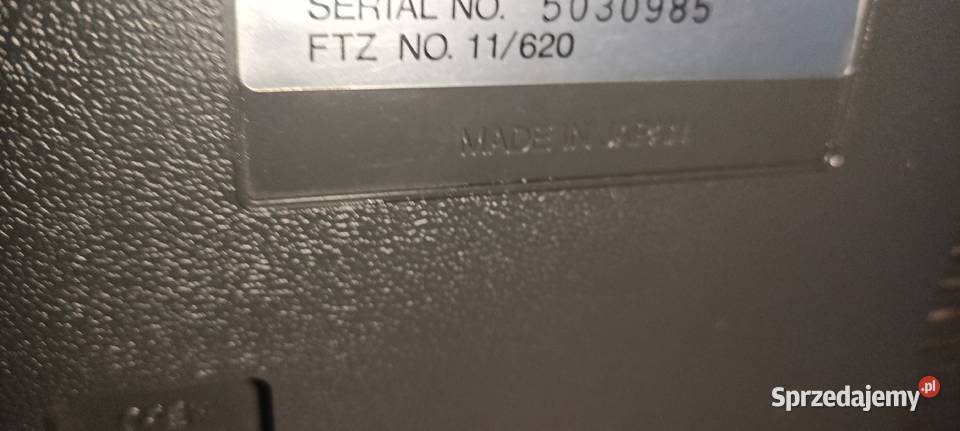 SERIAL NO. 5030985
FTZ NO. 11/620
MADE IN JAPAN
Sprzedajemy.pl